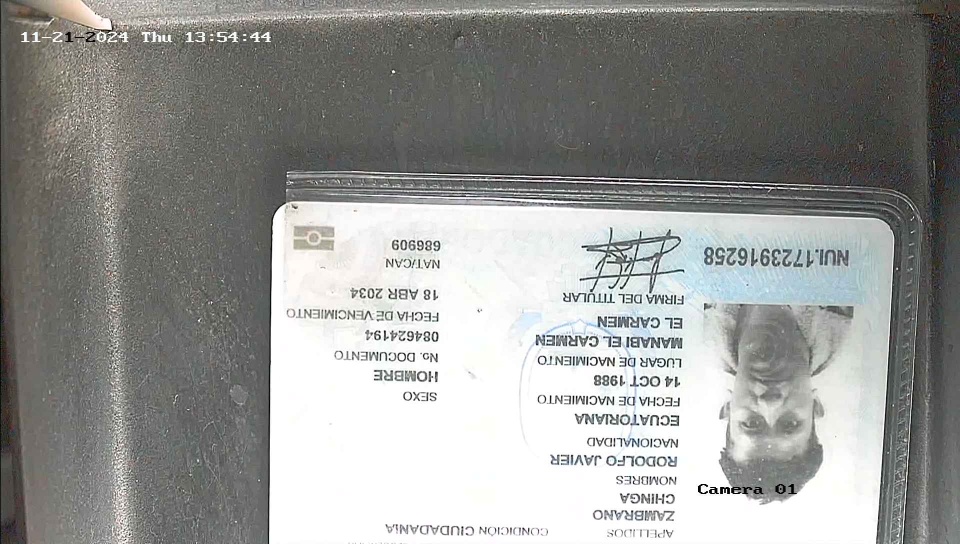 11-21-2024 Thu 13:54:44
CONDICIÓN CIUDADANÍA
APELLIDOS
ZAMBRANO
CHINGA
NOMBRES
RODOLFO JAVIER
NACIONALIDAD
ECUATORIANA
FECHA DE NACIMIENTO
14 OCT 1988
LUGAR DE NACIMIENTO
MANABI EL CARMEN
EL CARMEN
FIRMA DEL TITULAR
SEXO
HOMBRE
No. DOCUMENTO
084624194
FECHA DE VENCIMIENTO
18 ABR 2034
NAT/CAN
686909
NUI.1723916258
Camera 01